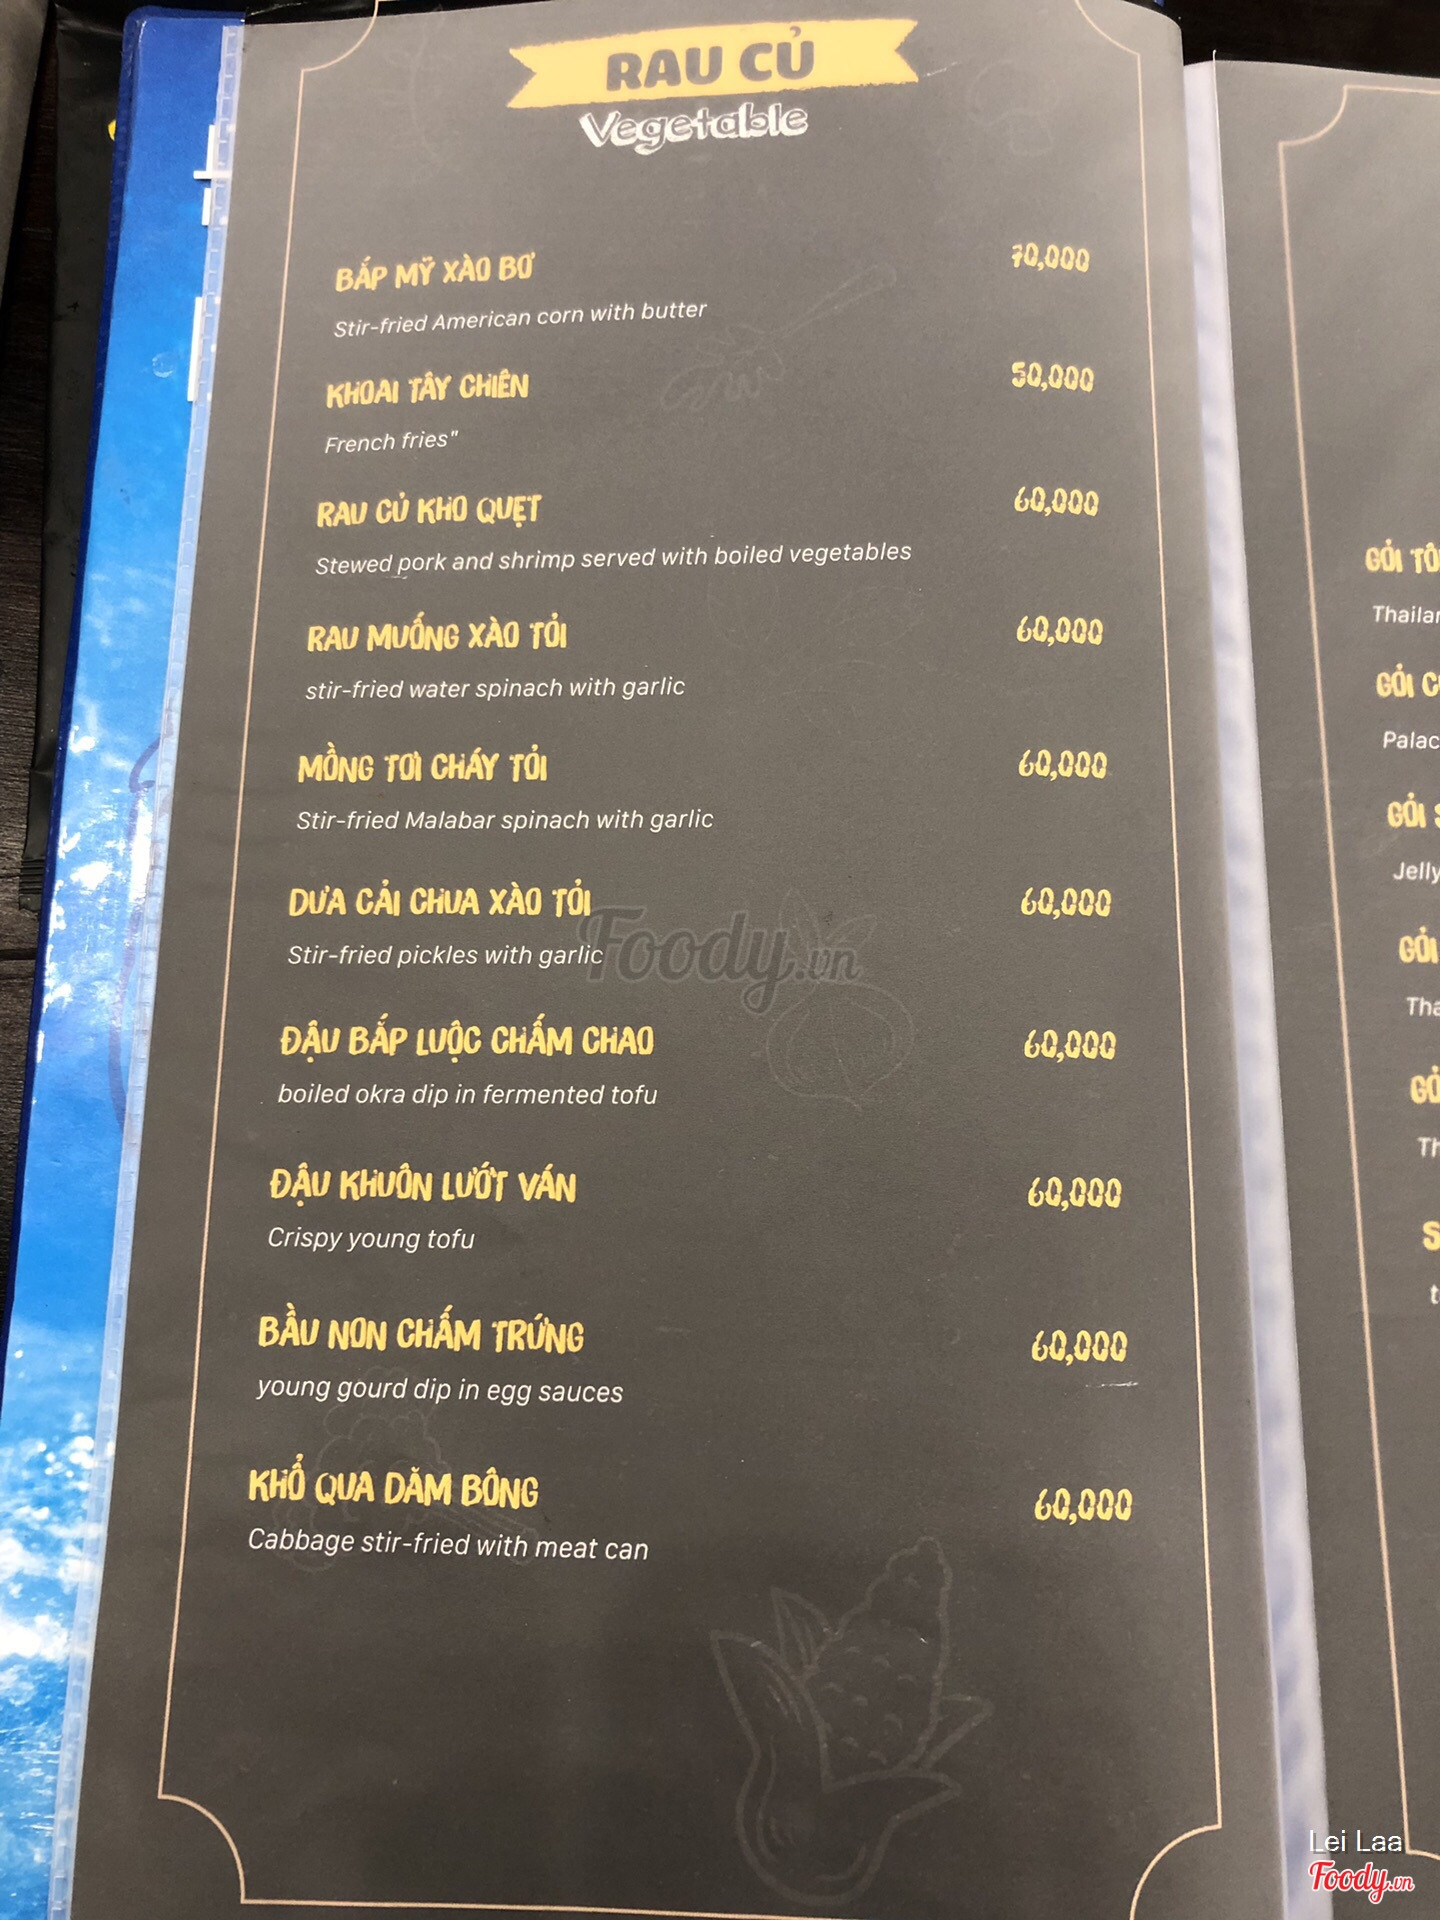 RAU CỦ
Vegetable
BẮP MỸ XÀO BƠ 70,000
Stir-fried American corn with butter
KHOAI TÂY CHIÊN 50,000
French fries"
RAU CỦ KHO QUẸT 60,000
Stewed pork and shrimp served with boiled vegetables
RAU MUỐNG XÀO TỎI 60,000
stir-fried water spinach with garlic
MỒNG TƠI CHÁY TỎI 60,000
Stir-fried Malabar spinach with garlic
DƯA CẢI CHUA XÀO TỎI 60,000
Stir-fried pickles with garlic
Foody.vn
ĐẬU BẮP LUỘC CHẤM CHAO 60,000
boiled okra dip in fermented tofu
ĐẬU KHUÔN LƯỚT VÁN 60,000
Crispy young tofu
BẦU NON CHẤM TRỨNG 60,000
young gourd dip in egg sauces
KHỔ QUA DĂM BÔNG 60,000
Cabbage stir-fried with meat can
GỎI
GỎI
GỎI
Jelly
GỎI
Lei Laa
Foody.vn